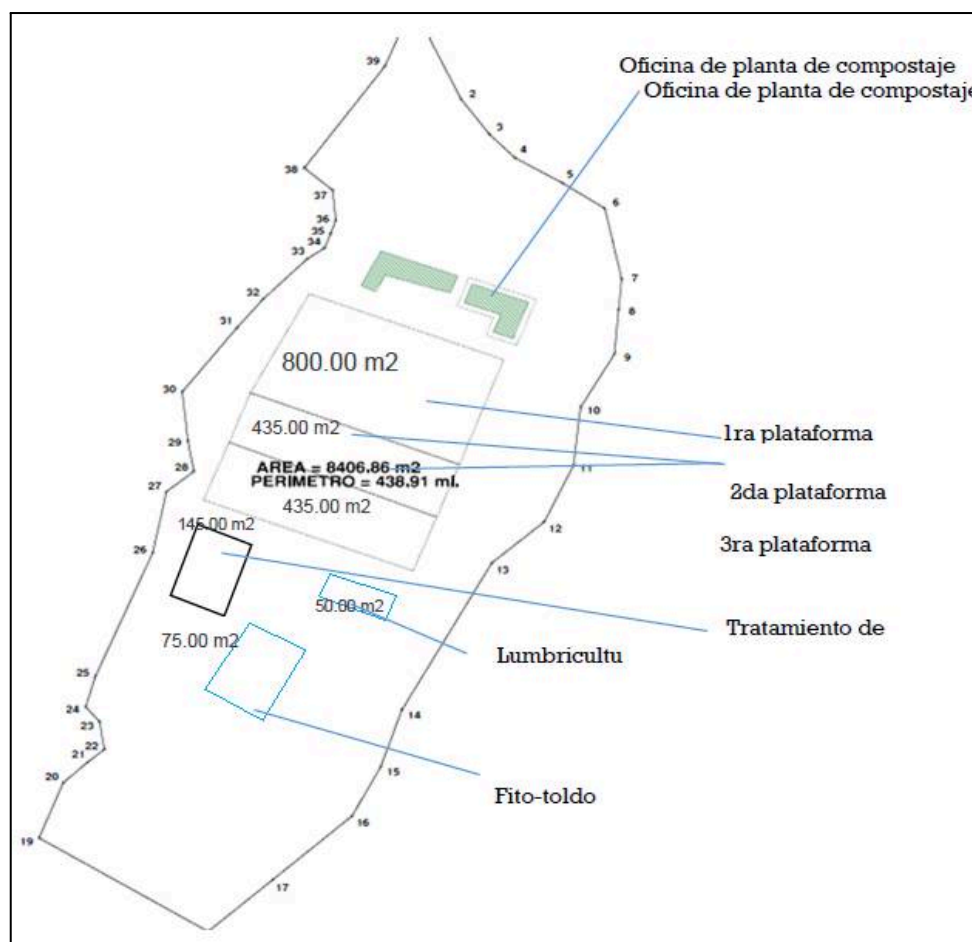 Oficina de planta de compostaje
Oficina de planta de compostaje
39
2
3
4
5
6
38
37
36
35
34
33
7
8
32
31
9
800.00 m2
30
10
435.00 m2
1ra plataforma
29
28
AREA = 8406.86 m2
11
PERIMETRO = 438.91 ml.
27
2da plataforma
435.00 m2
145.00 m2
12
26
3ra plataforma
13
50.00 m2
75.00 m2
Tratamiento de
Lumbricultu
25
24
14
23
22
21
15
20
Fito-toldo
16
19
17